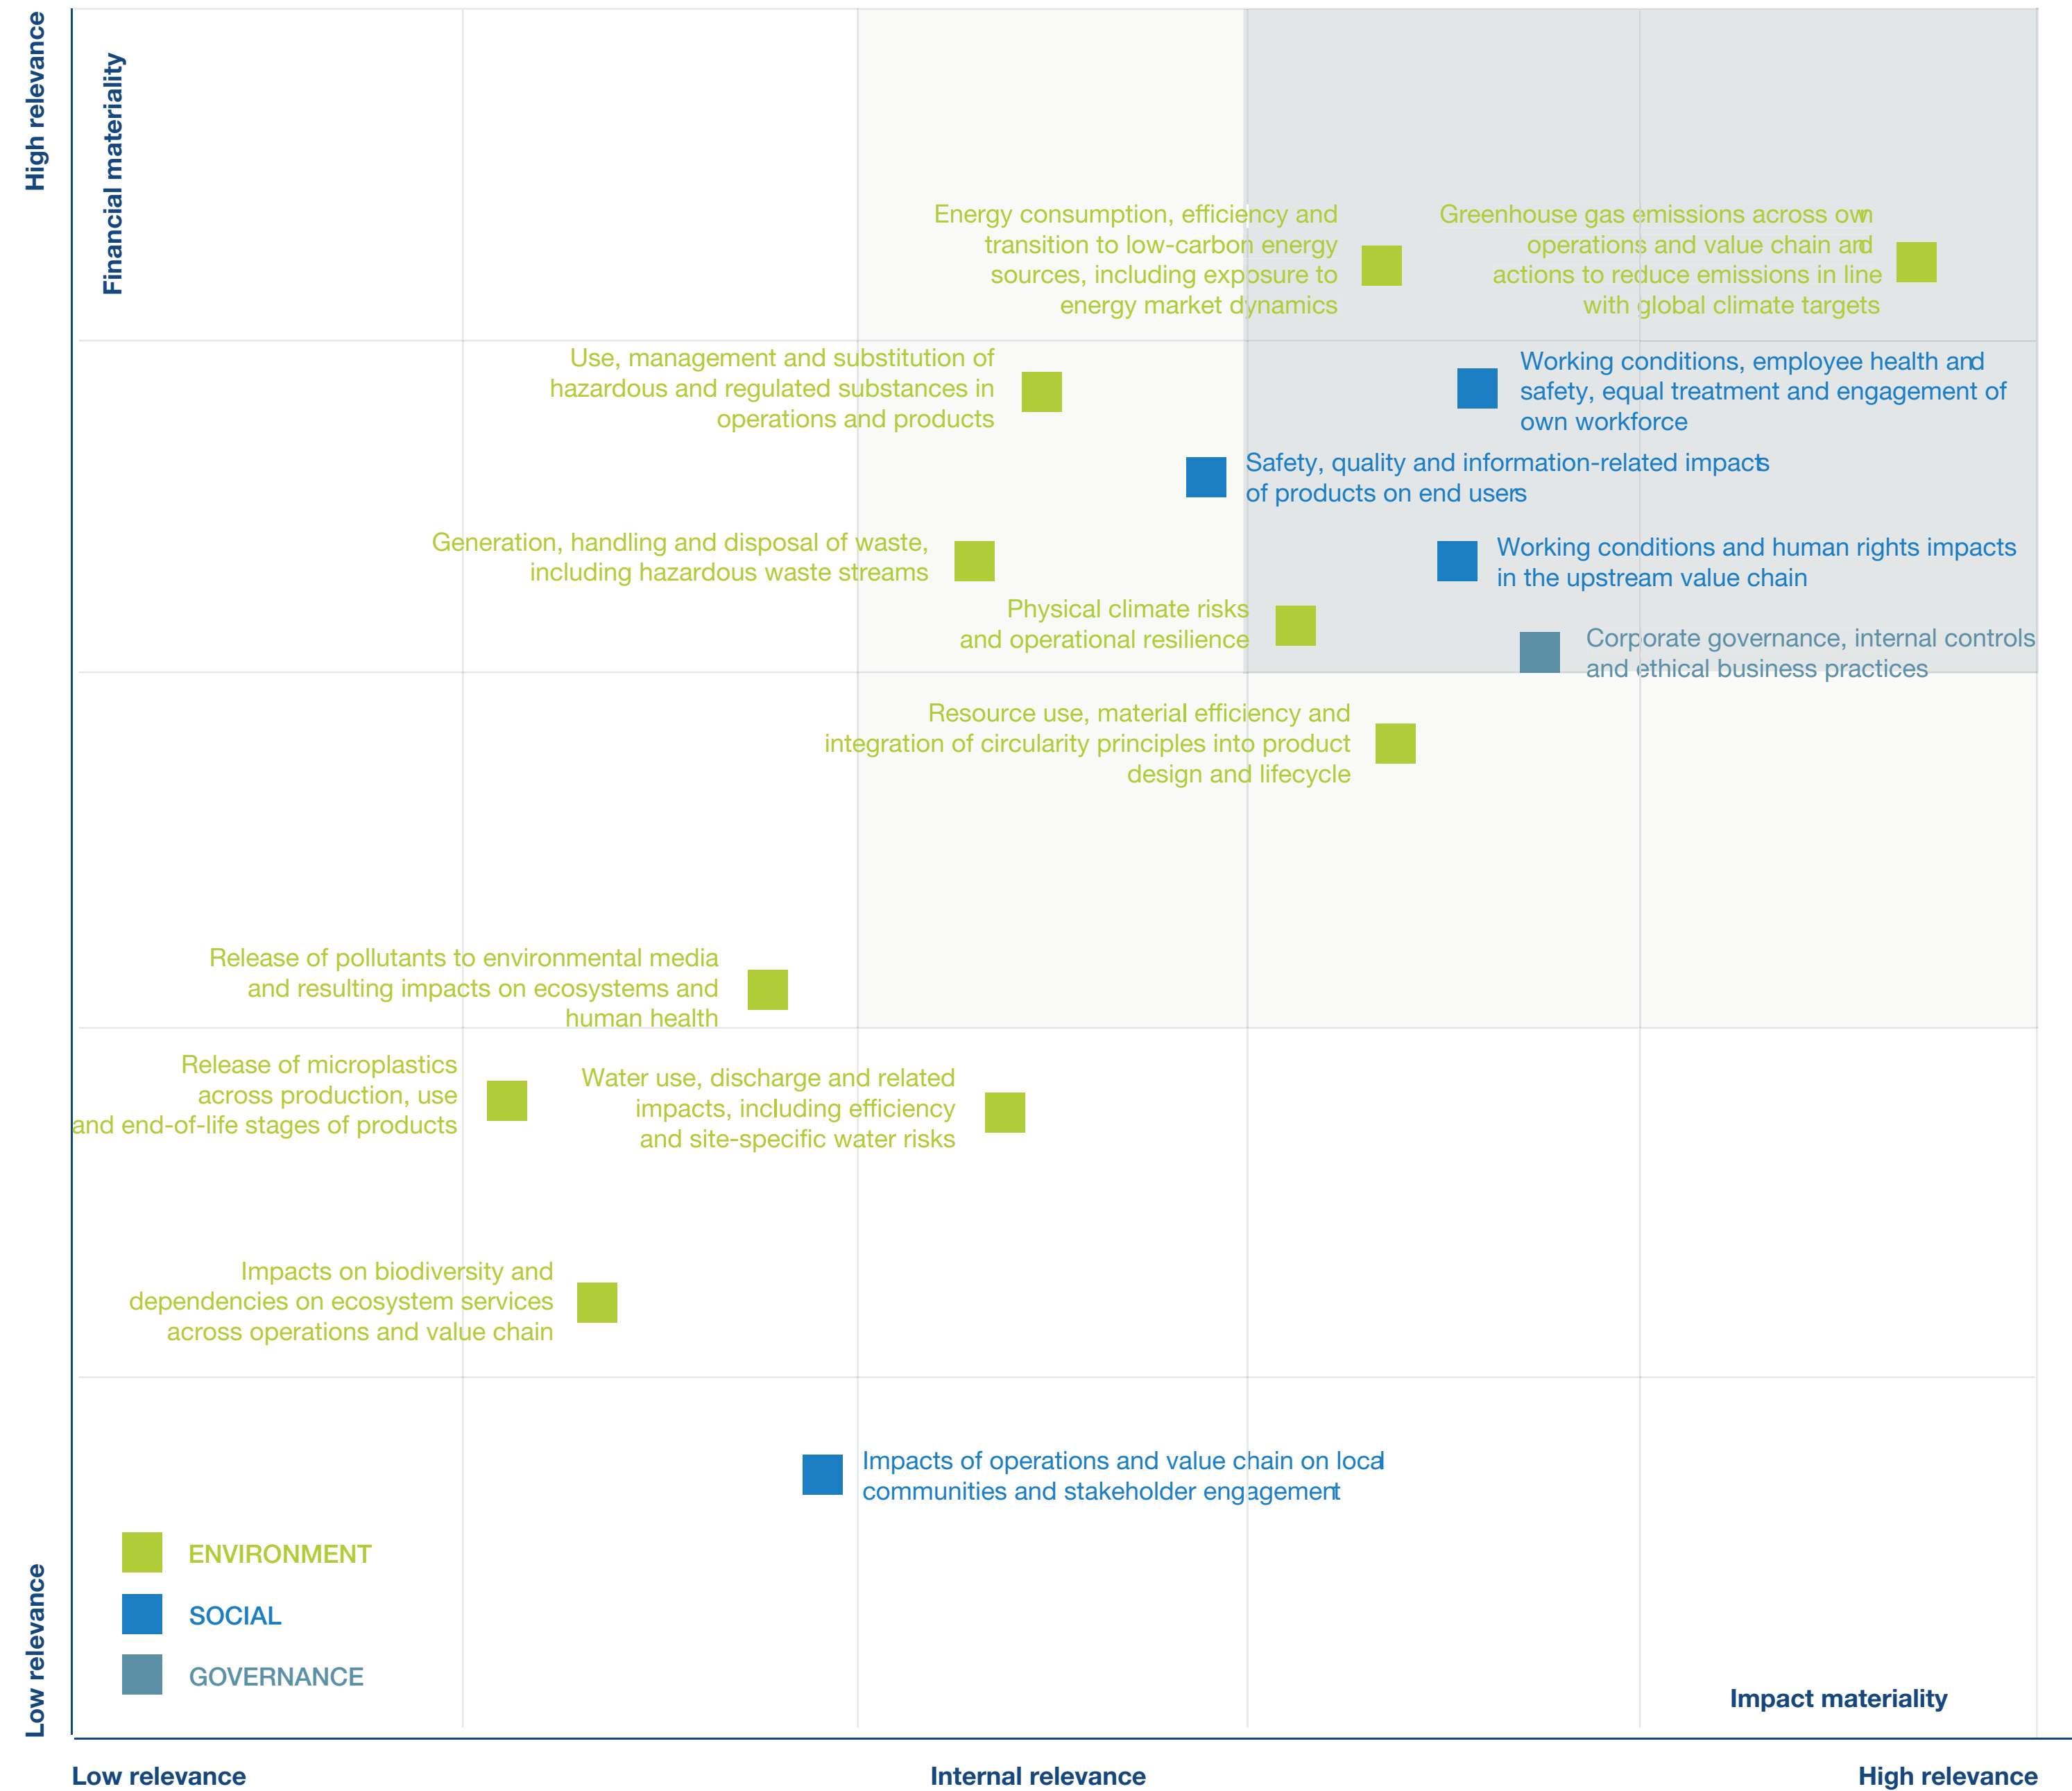 High relevance
Financial materiality
Energy consumption, efficiency and
transition to low-carbon energy
sources, including exposure to
energy market dynamics
Greenhouse gas emissions across own
operations and value chain and
actions to reduce emissions in line
with global climate targets
Use, management and substitution of
hazardous and regulated substances in
operations and products
Working conditions, employee health and
safety, equal treatment and engagement of
own workforce
Safety, quality and information-related impacts
of products on end users
Generation, handling and disposal of waste,
including hazardous waste streams
Working conditions and human rights impacts
in the upstream value chain
Physical climate risks
and operational resilience
Corporate governance, internal controls
and ethical business practices
Resource use, material efficiency and
integration of circularity principles into product
design and lifecycle
Release of pollutants to environmental media
and resulting impacts on ecosystems and
human health
Release of microplastics
across production, use
and end-of-life stages of products
Water use, discharge and related
impacts, including efficiency
and site-specific water risks
Impacts on biodiversity and
dependencies on ecosystem services
across operations and value chain
Impacts of operations and value chain on local
communities and stakeholder engagement
ENVIRONMENT
SOCIAL
GOVERNANCE
Low relevance
Impact materiality
Low relevance
Internal relevance
High relevance